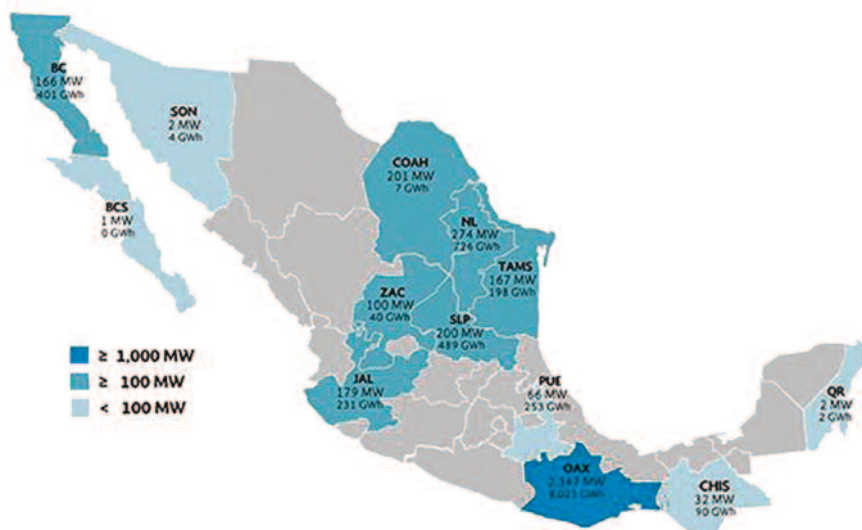 BC
166 MW
401 GWh
SON
2 MW
4 GWh
BCS
1 MW
0 GWh
COAH
201 MW
7 GWh
NL
274 MW
726 GWh
TAMS
167 MW
198 GWh
ZAC
100 MW
40 GWh
SLP
200 MW
489 GWh
JAL
179 MW
231 GWh
PUE
66 MW
253 GWh
QR
2 MW
2 GWh
OAX
MW
GWh
CHIS
32 MW
90 GWh
≥ 1,000 MW
≥ 100 MW
< 100 MW